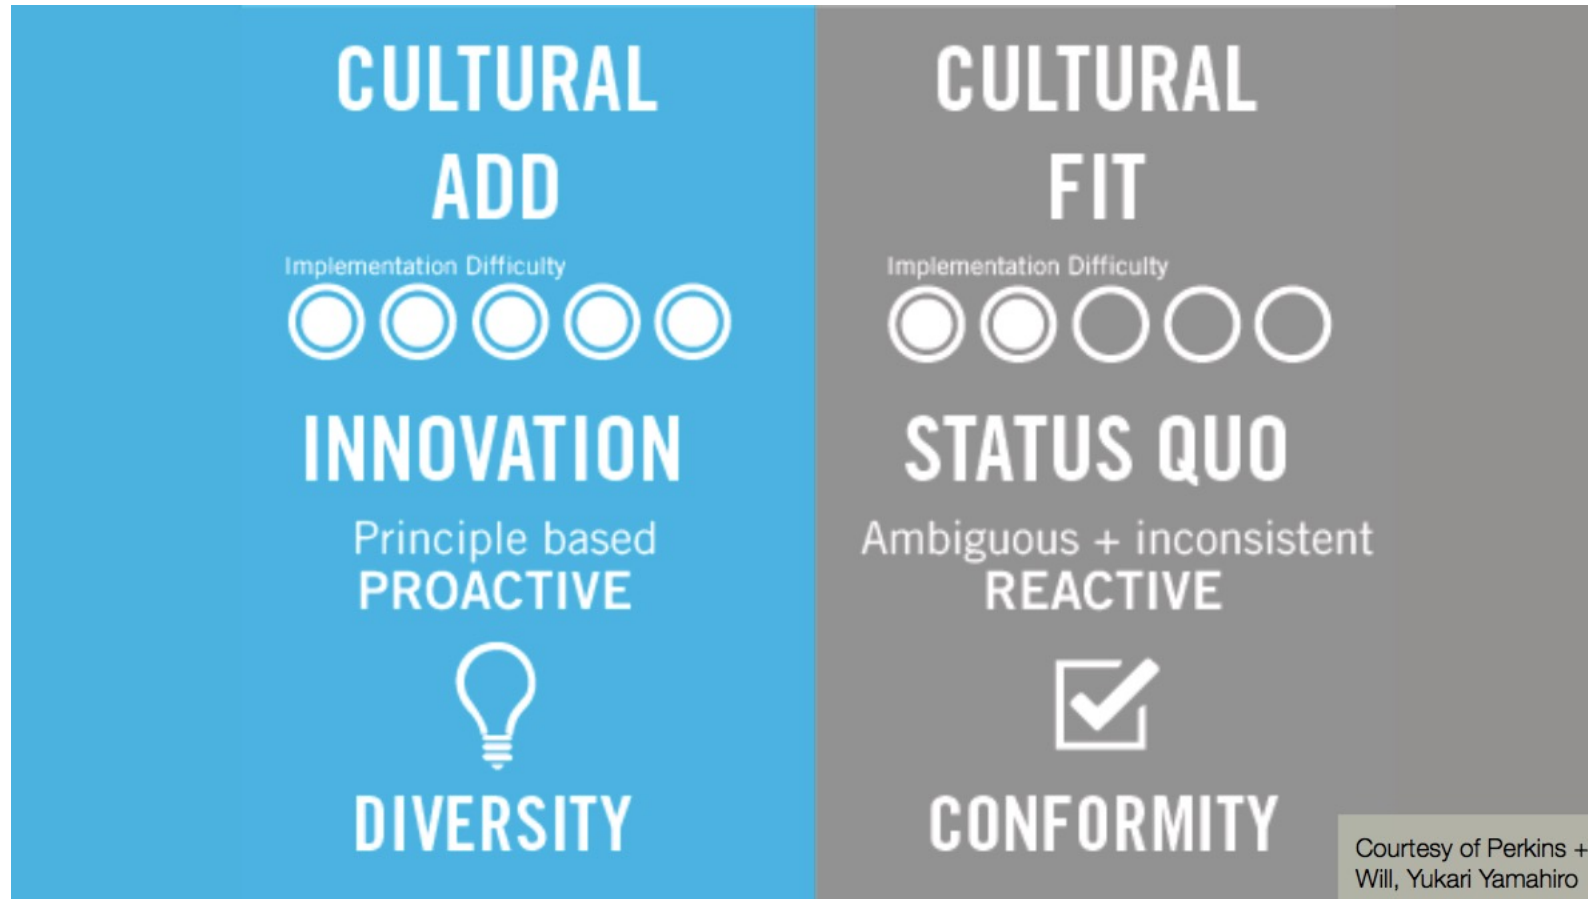 CULTURAL
ADD
Implementation Difficulty
INNOVATION
Principle based
PROACTIVE
DIVERSITY
CULTURAL
FIT
Implementation Difficulty
STATUS QUO
Ambiguous + inconsistent
REACTIVE
CONFORMITY
Courtesy of Perkins +
Will, Yukari Yamahiro